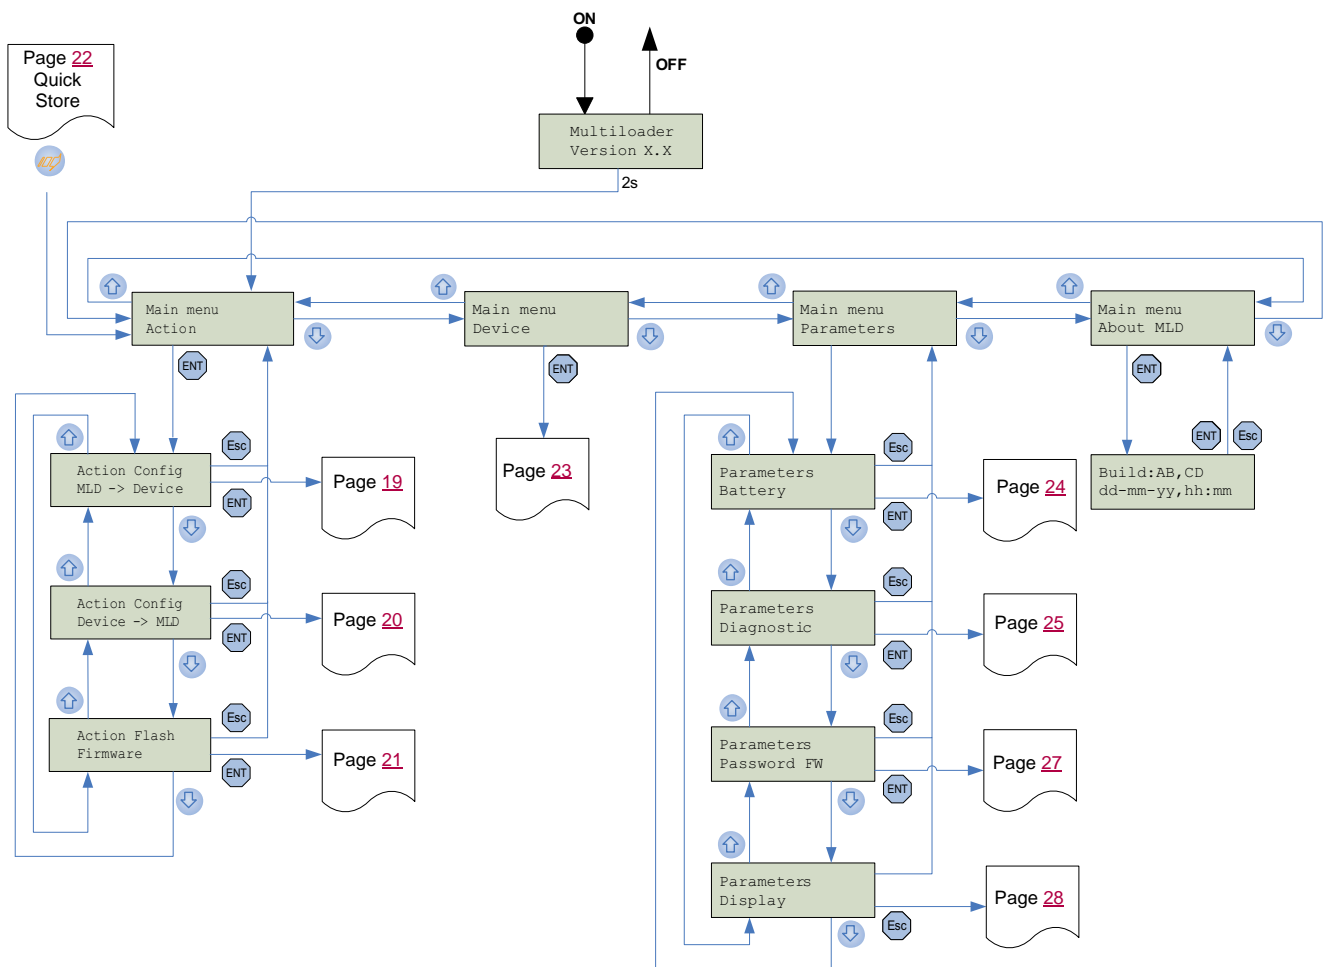 ON
OFF
Page 22
Quick
Store
Multiloader
Version X.X
2s
Main menu
Action
Main menu
Device
Main menu
Parameters
Main menu
About MLD
ENT
ENT
ENT
ENT
Esc
Build:AB,CD
dd-mm-yy,hh:mm
Esc
Action Config
MLD -> Device
ENT
Page 19
Page 23
Esc
Parameters
Battery
ENT
Page 24
Esc
Action Config
Device -> MLD
ENT
Page 20
Esc
Parameters
Diagnostic
ENT
Page 25
Esc
Action Flash
Firmware
ENT
Page 21
Esc
Parameters
Password FW
ENT
Page 27
Parameters
Display
Esc
Page 28